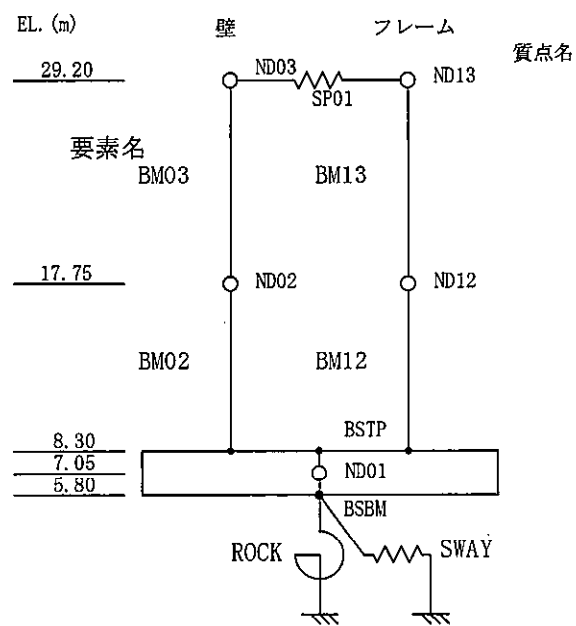 EL.(m) 壁 フレーム 質点名
29.20 ND03 ND13
SP01
要素名
BM03 BM13
17.75 ND02 ND12
BM02 BM12
8.30 BSTP
7.05 ND01
5.80 BSBM
ROCK SWAY